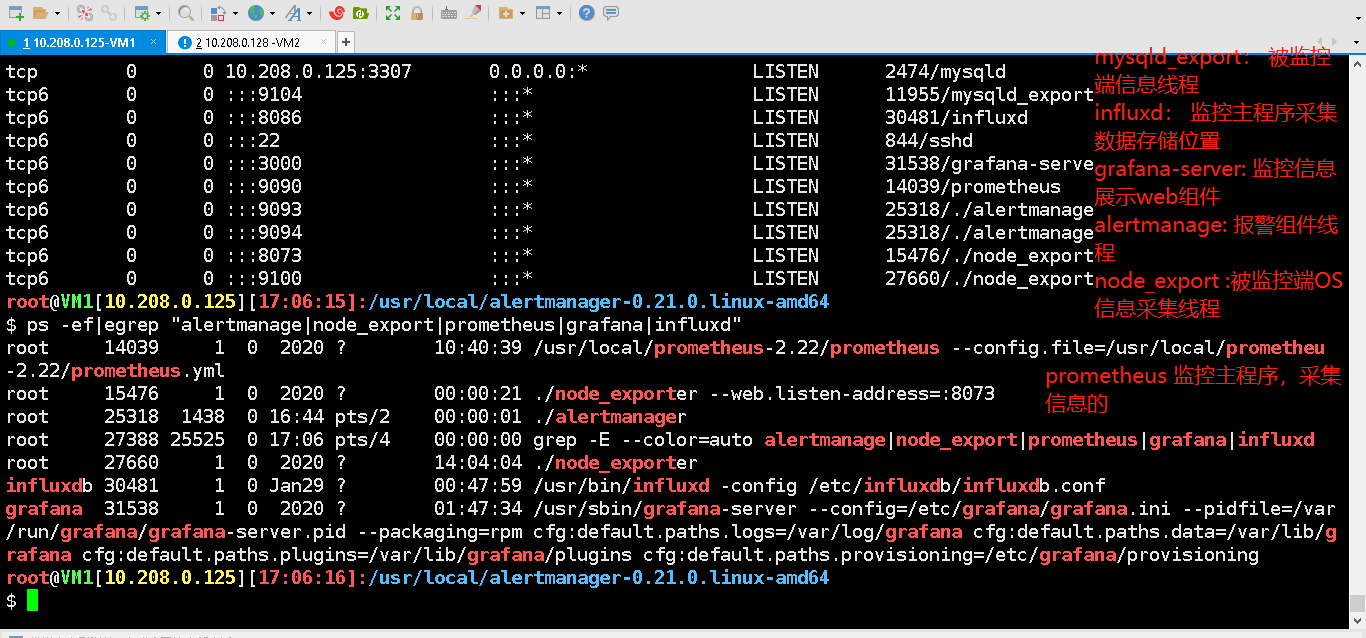 1 10.208.0.125-VM1 ×
2 10.208.0.128 -VM2 ×
+
tcp 0 0 10.208.0.125:3307 0.0.0.0:* LISTEN 2474/mysqld
tcp6 0 0 :::9104 :::* LISTEN 11955/mysqld_export
tcp6 0 0 :::8086 :::* LISTEN 30481/influxd
tcp6 0 0 :::22 :::* LISTEN 844/sshd
tcp6 0 0 :::3000 :::* LISTEN 31538/grafana-serve
tcp6 0 0 :::9090 :::* LISTEN 14039/prometheus
tcp6 0 0 :::9093 :::* LISTEN 25318/./alertmanage
tcp6 0 0 :::9094 :::* LISTEN 25318/./alertmanage
tcp6 0 0 :::8073 :::* LISTEN 15476/./node_export
tcp6 0 0 :::9100 :::* LISTEN 27660/./node_export
root@VM1[10.208.0.125][17:06:15]:/usr/local/alertmanager-0.21.0.linux-amd64
$ ps -ef|egrep "alertmanage|node_export|prometheus|grafana|influxd"
root 14039 1 0 2020 ? 10:40:39 /usr/local/prometheus-2.22/prometheus --config.file=/usr/local/prometheu
-2.22/prometheus.yml
root 15476 1 0 2020 ? 00:00:21 ./node_exporter --web.listen-address=:8073
root 25318 1438 0 16:44 pts/2 00:00:01 ./alertmanager
root 27388 25525 0 17:06 pts/4 00:00:00 grep -E --color=auto alertmanage|node_export|prometheus|grafana|influxd
root 27660 1 0 2020 ? 14:04:04 ./node_exporter
influxdb 30481 1 0 Jan29 ? 00:47:59 /usr/bin/influxd -config /etc/influxdb/influxdb.conf
grafana 31538 1 0 2020 ? 01:47:34 /usr/sbin/grafana-server --config=/etc/grafana/grafana.ini --pidfile=/var
/run/grafana/grafana-server.pid --packaging=rpm cfg:default.paths.logs=/var/log/grafana cfg:default.paths.data=/var/lib/g
rafana cfg:default.paths.plugins=/var/lib/grafana/plugins cfg:default.paths.provisioning=/etc/grafana/provisioning
root@VM1[10.208.0.125][17:06:16]:/usr/local/alertmanager-0.21.0.linux-amd64
$
mysqld_export： 被监控
端信息线程
influxd： 监控主程序采集
数据存储位置
grafana-server: 监控信息
展示web组件
alertmanage: 报警组件线
程
node_export :被监控端OS
信息采集线程
prometheus 监控主程序，采集
信息的